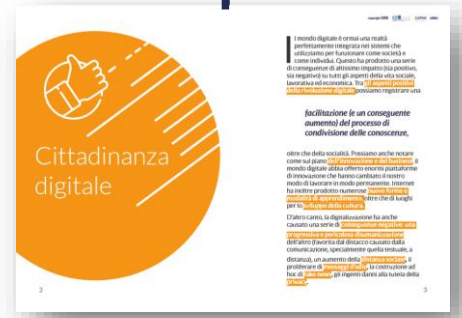 Cittadinanza
digitale
2
Il mondo digitale è ormai una realtà
perfettamente integrata nei sistemi che
utilizziamo per funzionare come società e
come individui. Questo ha prodotto una serie
di conseguenze di altissimo impatto (sia positivo,
sia negativo) su tutti gli aspetti della vita sociale,
lavorativa ed economica. Tra gli aspetti positivi
della rivoluzione digitale possiamo registrare una
facilitazione (e un conseguente
aumento) del processo di
condivisione delle conoscenze,
oltre che della socialità. Possiamo anche notare
come sul piano dell'innovazione e del business il
mondo digitale abbia offerto enormi piattaforme
di innovazione che hanno cambiato il nostro
modo di lavorare in modo permanente. Internet
ha inoltre prodotto numerose nuove forme e
modalità di apprendimento, oltre che di luoghi
per lo sviluppo della cultura.
D'altro canto, la digitalizzazione ha anche
causato una serie di conseguenze negative: una
progressiva e pericolosa disumanizzazione
dell'altro (favorita dal distacco causato dalla
comunicazione, specialmente quella testuale, a
distanza), un aumento della distanza sociale, il
proliferare di messaggi d'odio, la costruzione ad
hoc di fake news, gli ingenti danni alla tutela della
privacy.
3